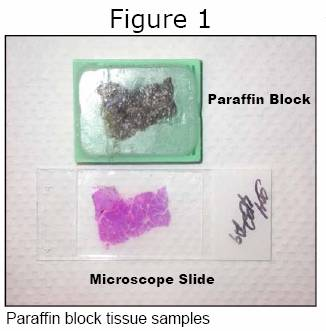 Figure 1
Paraffin Block
Microscope Slide
Paraffin block tissue samples